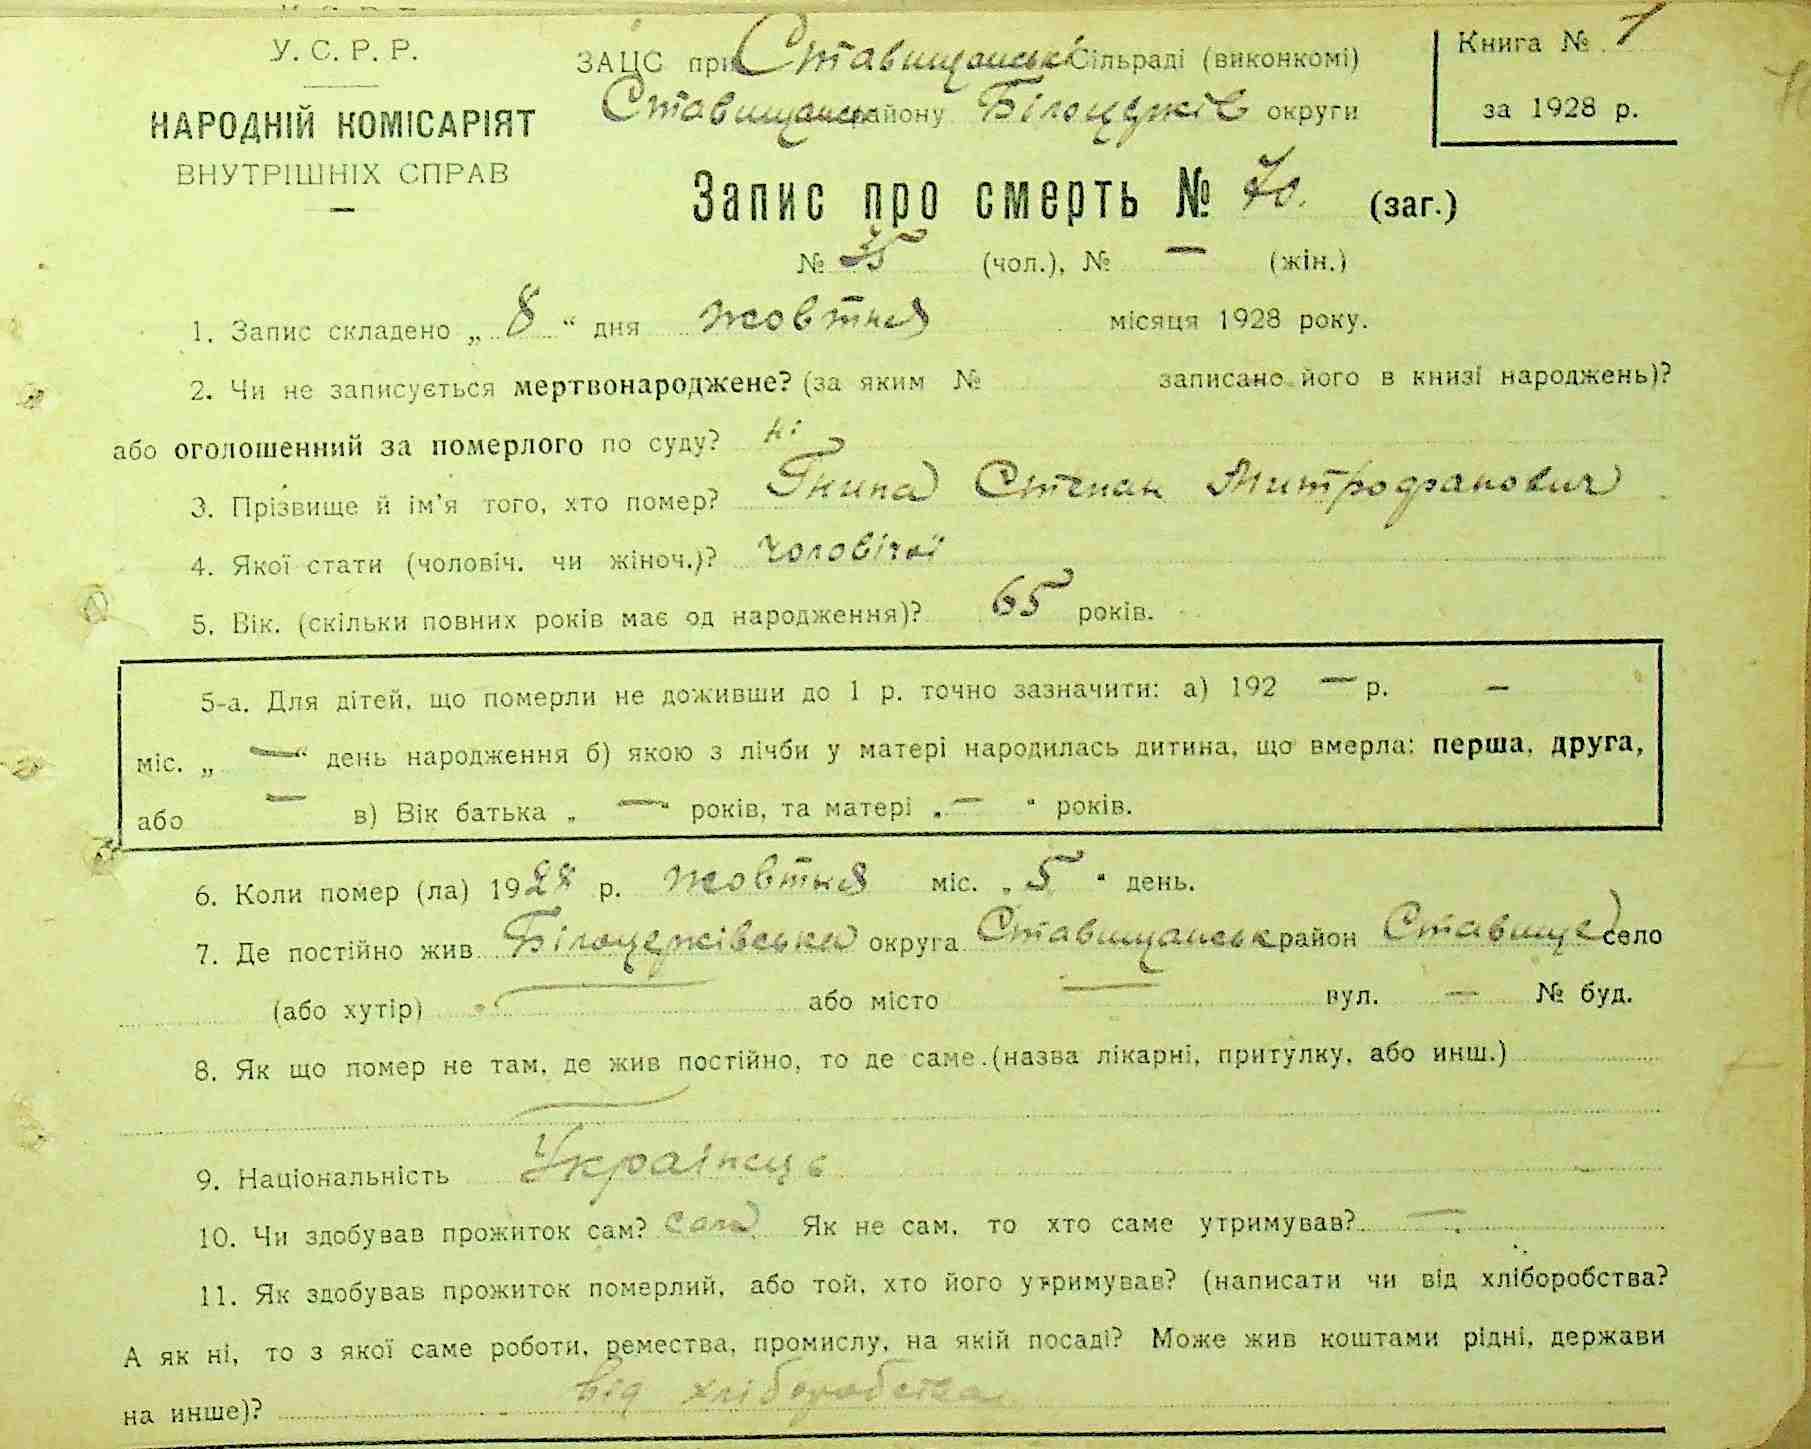 У. С. Р. Р.
НАРОДНІЙ КОМІСАРІЯТ
ВНУТРІШНІХ СПРАВ
ЗАЦС при Ставищанські Сільраді (виконкомі)
Ставищанськ району Білоцерків округи
Книга № 1
за 1928 р.
Запис про смерть № 70. (заг.)
№ 35 (чол.), № — (жін.)
1. Запис складено „ 8 “ дня жовтня місяця 1928 року.
2. Чи не записується мертвонароджене? (за яким № записано його в книзі народжень)?
або оголошенний за померлого по суду? ні
3. Прізвище й ім'я того, хто помер? Гнипа Степан Митрофанович
4. Якої стати (чоловіч. чи жіноч.)? чоловічої
5. Вік. (скільки повних років має од народження)? 65 років.
5-а. Для дітей, що померли не доживши до 1 р. точно зазначити: а) 192 — р. —
міс. „ — “ день народження б) якою з лічби у матері народилась дитина, що вмерла: перша, друга,
або — в) Вік батька „ — “ років, та матері „ — “ років.
6. Коли помер (ла) 1928 р. жовтня міс. „ 5 “ день.
7. Де постійно жив Білоцерківська округа Ставищанськ район Ставище село
(або хутір) — або місто — вул. — № буд.
8. Як що помер не там, де жив постійно, то де саме (назва лікарні, притулку, або инш.)
—
9. Національність Українець
10. Чи здобував прожиток сам? сам Як не сам, то хто саме утримував? —
11. Як здобував прожиток померлий, або той, хто його утримував? (написати чи від хліборобства?
А як ні, то з якої саме роботи, ремества, промислу, на якій посаді? Може жив коштами рідні, держави
на инше)? від хліборобства